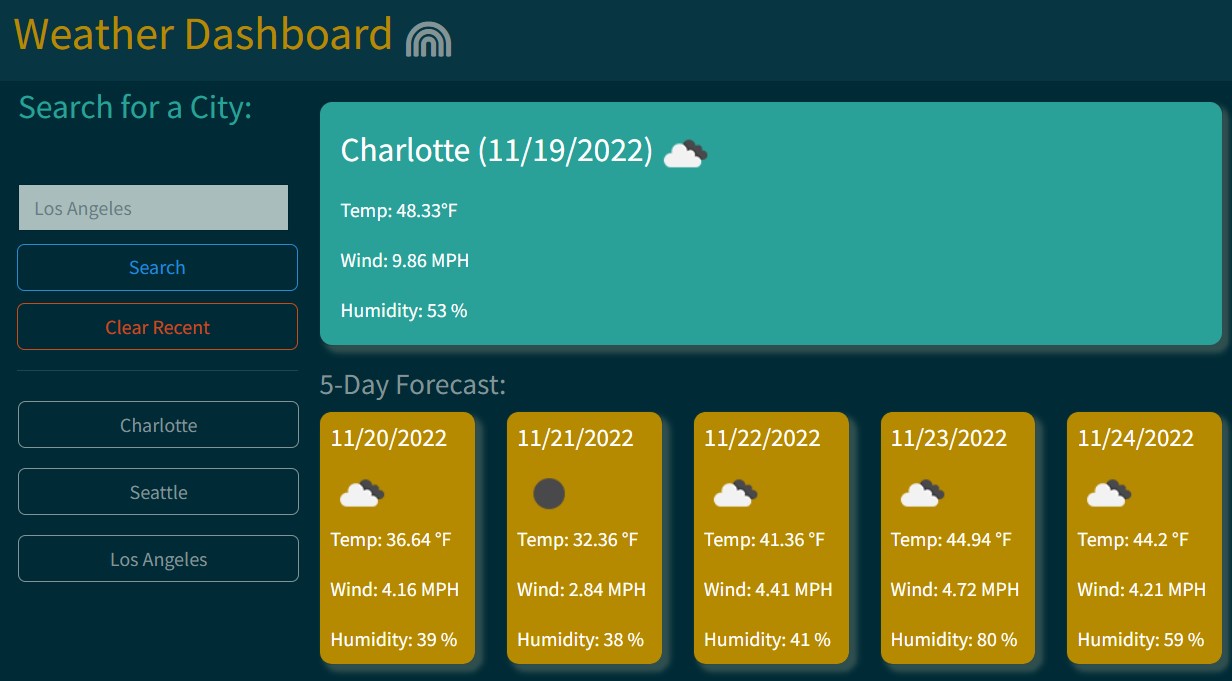 Weather Dashboard
Search for a City:
Los Angeles
Search
Clear Recent
Charlotte
Seattle
Los Angeles
Charlotte (11/19/2022)
Temp: 48.33°F
Wind: 9.86 MPH
Humidity: 53 %
5-Day Forecast:
11/20/2022
Temp: 36.64 °F
Wind: 4.16 MPH
Humidity: 39 %
11/21/2022
Temp: 32.36 °F
Wind: 2.84 MPH
Humidity: 38 %
11/22/2022
Temp: 41.36 °F
Wind: 4.41 MPH
Humidity: 41 %
11/23/2022
Temp: 44.94 °F
Wind: 4.72 MPH
Humidity: 80 %
11/24/2022
Temp: 44.2 °F
Wind: 4.21 MPH
Humidity: 59 %